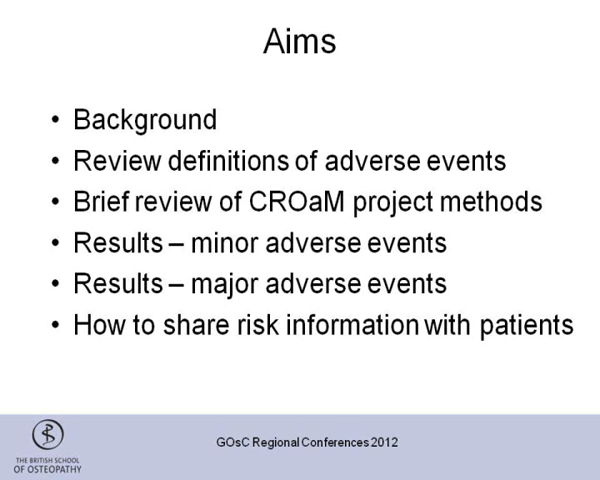 Aims
• Background
• Review definitions of adverse events
• Brief review of CROaM project methods
• Results – minor adverse events
• Results – major adverse events
• How to share risk information with patients
THE BRITISH SCHOOL
OF OSTEOPATHY
GOsC Regional Conferences 2012